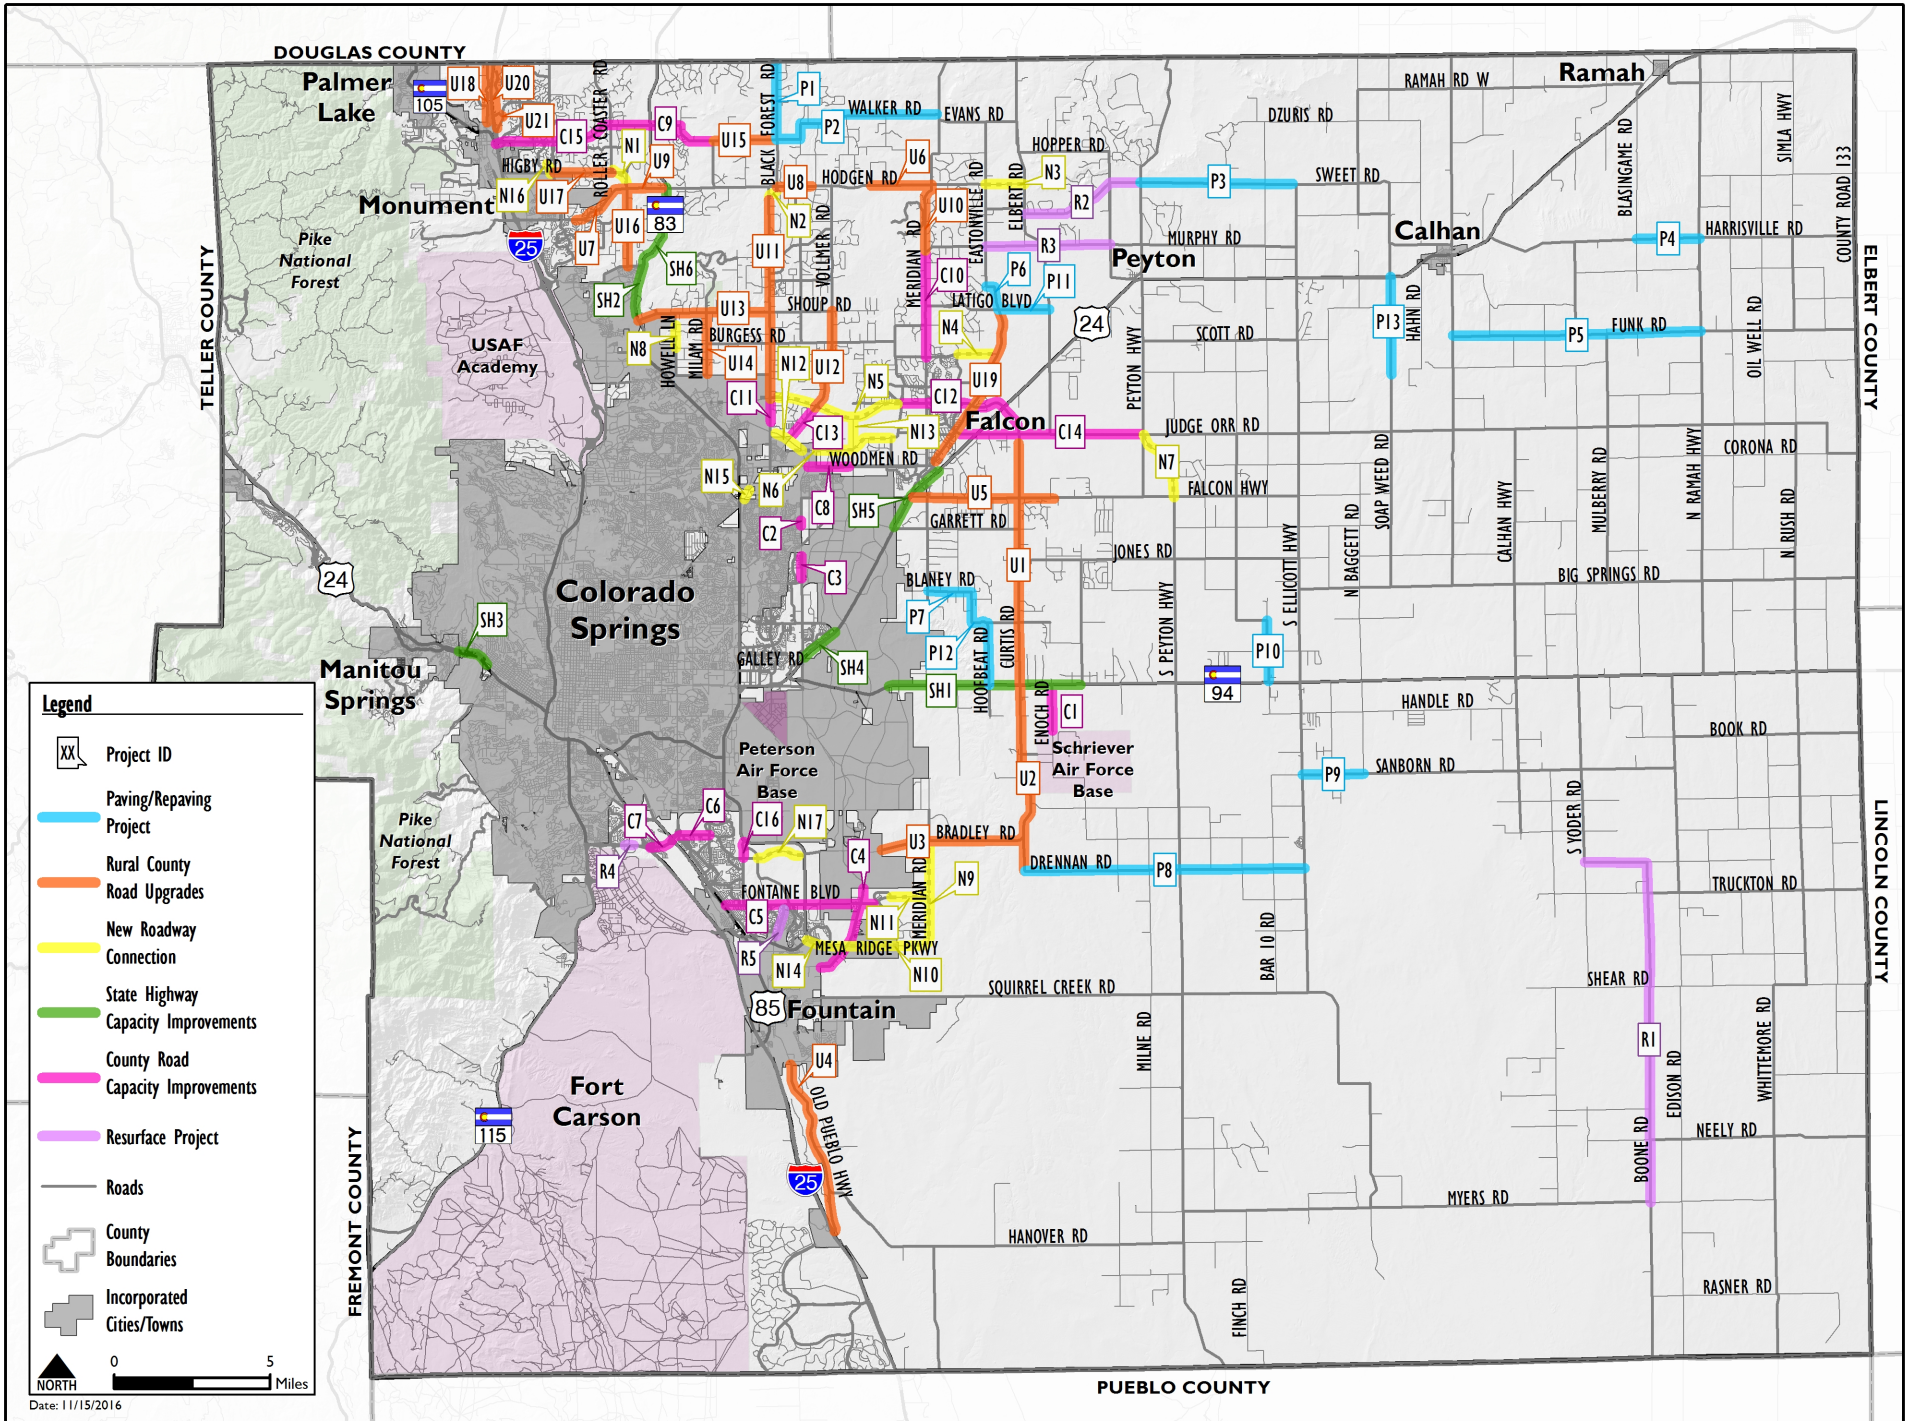 DOUGLAS COUNTY
Palmer
Lake
105
U18
U20
U21
C15
COASTER RD
ROLLER
C9
U15
BLACK FOREST RD
P1
P2
WALKER RD
EVANS RD
RAMAH RD W
Ramah
DZURIS RD
HOPPER RD
BLASINGAME RD
SIMLA HWY
COUNTY ROAD 133
HIGBY RD
N1
U9
N16
U17
U8
HODGEN RD
U6
N3
ELBERT RD
EASTONVILLE RD
R2
P3
SWEET RD
Monument
25
83
U7
U16
SH6
SH2
N2
U11
VOLLMER RD
U10
MERIDIAN RD
C10
R3
MURPHY RD
Peyton
Calhan
P4
HARRISVILLE RD
Pike
National
Forest
TELLER COUNTY
ELBERT COUNTY
P6
P11
LATIGO BLVD
24
P13
HAHN RD
P5
FUNK RD
OIL WELL RD
SCOTT RD
PEYTON HWY
U13
SHOUP RD
BURGESS RD
N8
HOWELL LN
MILAM RD
U14
N12
U12
N5
N4
U19
C12
C11
USAF
Academy
Falcon
C14
JUDGE ORR RD
C13
N13
WOODMEN RD
N15
N6
C8
N7
FALCON HWY
CORONA RD
SOAP WEED RD
MULBERRY RD
N RAMAH HWY
SH5
U5
GARRETT RD
C2
C3
CALHAN HWY
N BAGGETT RD
N RUSH RD
S ELLICOTT HWY
JONES RD
U1
BIG SPRINGS RD
24
Colorado
Springs
BLANEY RD
P7
P12
HOOFBEAT RD
CURTIS RD
S PEYTON HWY
P10
SH3
GALLEY RD
SH4
SH1
94
Manitou
Springs
ENOCH RD
C1
HANDLE RD
BOOK RD
Peterson
Air Force
Base
Schriever
Air Force
Base
U2
P9
SANBORN RD
S YODER RD
LINCOLN COUNTY
Pike
National
Forest
C7
C6
C16
N17
R4
C4
U3
BRADLEY RD
DRENNAN RD
P8
N9
MERIDIAN RD
FONTAINE BLVD
C5
N11
R5
MESA RIDGE PKWY
N14
N10
TRUCKTON RD
BAR 10 RD
SHEAR RD
SQUIRREL CREEK RD
85
Fountain
MILNE RD
R1
EDISON RD
WHITTEMORE RD
U4
OLD PUEBLO HWY
Fort
Carson
115
25
BOONE RD
NEELY RD
MYERS RD
HANOVER RD
FINCH RD
RASNER RD
FREMONT COUNTY
PUEBLO COUNTY
Legend
XX
Project ID
Paving/Repaving
Project
Rural County
Road Upgrades
New Roadway
Connection
State Highway
Capacity Improvements
County Road
Capacity Improvements
Resurface Project
Roads
County
Boundaries
Incorporated
Cities/Towns
NORTH
0
5
Miles
Date: 11/15/2016